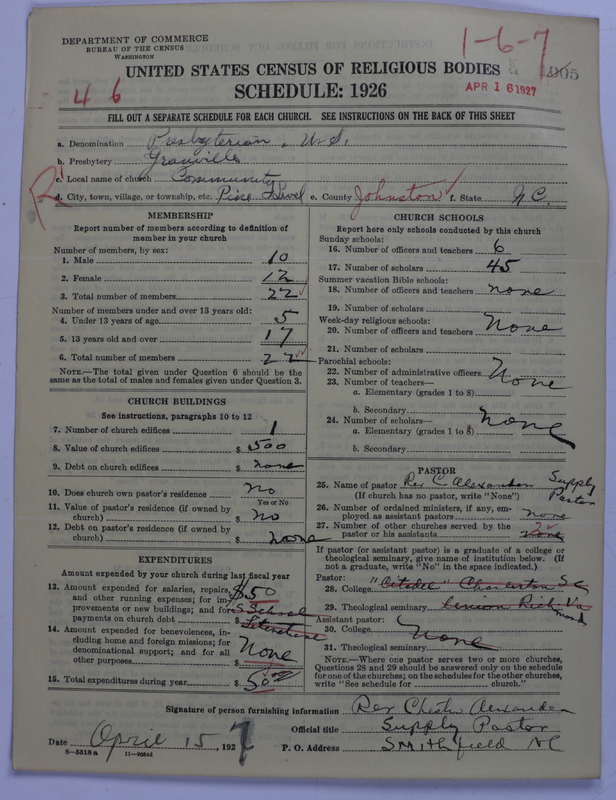 DEPARTMENT OF COMMERCE
BUREAU OF THE CENSUS
WASHINGTON
1-6-7
UNITED STATES CENSUS OF RELIGIOUS BODIES
SCHEDULE: 1926
4 6
APR 16 1927
FILL OUT A SEPARATE SCHEDULE FOR EACH CHURCH. SEE INSTRUCTIONS ON THE BACK OF THIS SHEET
a. Denomination Presbyterian, U.S.
b. Presbytery Granville
c. Local name of church Community
R
d. City, town, village, or township, etc. Pine Level e. County Johnston f. State N.C.
MEMBERSHIP
Report number of members according to definition of
member in your church
Number of members, by sex:
1. Male 10
2. Female 12
3. Total number of members 22
Number of members under and over 13 years old:
4. Under 13 years of age 5
5. 13 years old and over 17
6. Total number of members 22
NOTE.—The total given under Question 6 should be
same as the total of males and females given under Question 3.
CHURCH BUILDINGS
See instructions, paragraphs 10 to 12
7. Number of church edifices 1
8. Value of church edifices $ 500
9. Debt on church edifices $ none
10. Does church own pastor's residence no
Yes or No
11. Value of pastor's residence (if owned by
church) $ no
12. Debt on pastor's residence (if owned by
church) $ none
EXPENDITURES
Amount expended by your church during last fiscal year
13. Amount expended for salaries, repairs,
and other running expenses; for im-
provements or new buildings; and for
payments on church debt $ $50
S School
Literature
14. Amount expended for benevolences, in-
cluding home and foreign missions; for
denominational support; and for all
other purposes $ None
15. Total expenditures during year $ 50
CHURCH SCHOOLS
Report here only schools conducted by this church
Sunday schools:
16. Number of officers and teachers 6
17. Number of scholars 45
Summer vacation Bible schools:
18. Number of officers and teachers none
19. Number of scholars
Week-day religious schools:
20. Number of officers and teachers None
21. Number of scholars
Parochial schools:
22. Number of administrative officers None
23. Number of teachers—
a. Elementary (grades 1 to 8)
b. Secondary
24. Number of scholars— None
a. Elementary (grades 1 to 8)
b. Secondary
PASTOR
25. Name of pastor Rex C Alexander Supply Pastor
(If church has no pastor, write "None")
26. Number of ordained ministers, if any, em-
ployed as assistant pastors none
27. Number of other churches served by the
pastor or his assistants 2 none
If pastor (or assistant pastor) is a graduate of a college or
theological seminary, give name of institution below. (If
not a graduate, write "No" in the space indicated.)
Pastor:
28. College "Citadel" Charleston SC
29. Theological seminary Union Richmond Va
Assistant pastor:
30. College None
31. Theological seminary
NOTE.—Where one pastor serves two or more churches,
Questions 28 and 29 should be answered only on the schedule
for one of the churches; on the schedules for the other churches,
write "See schedule for church."
Signature of person furnishing information Rex Chester Alexander
Official title Supply Pastor
Date April 15, 1927 P. O. Address Smithfield NC